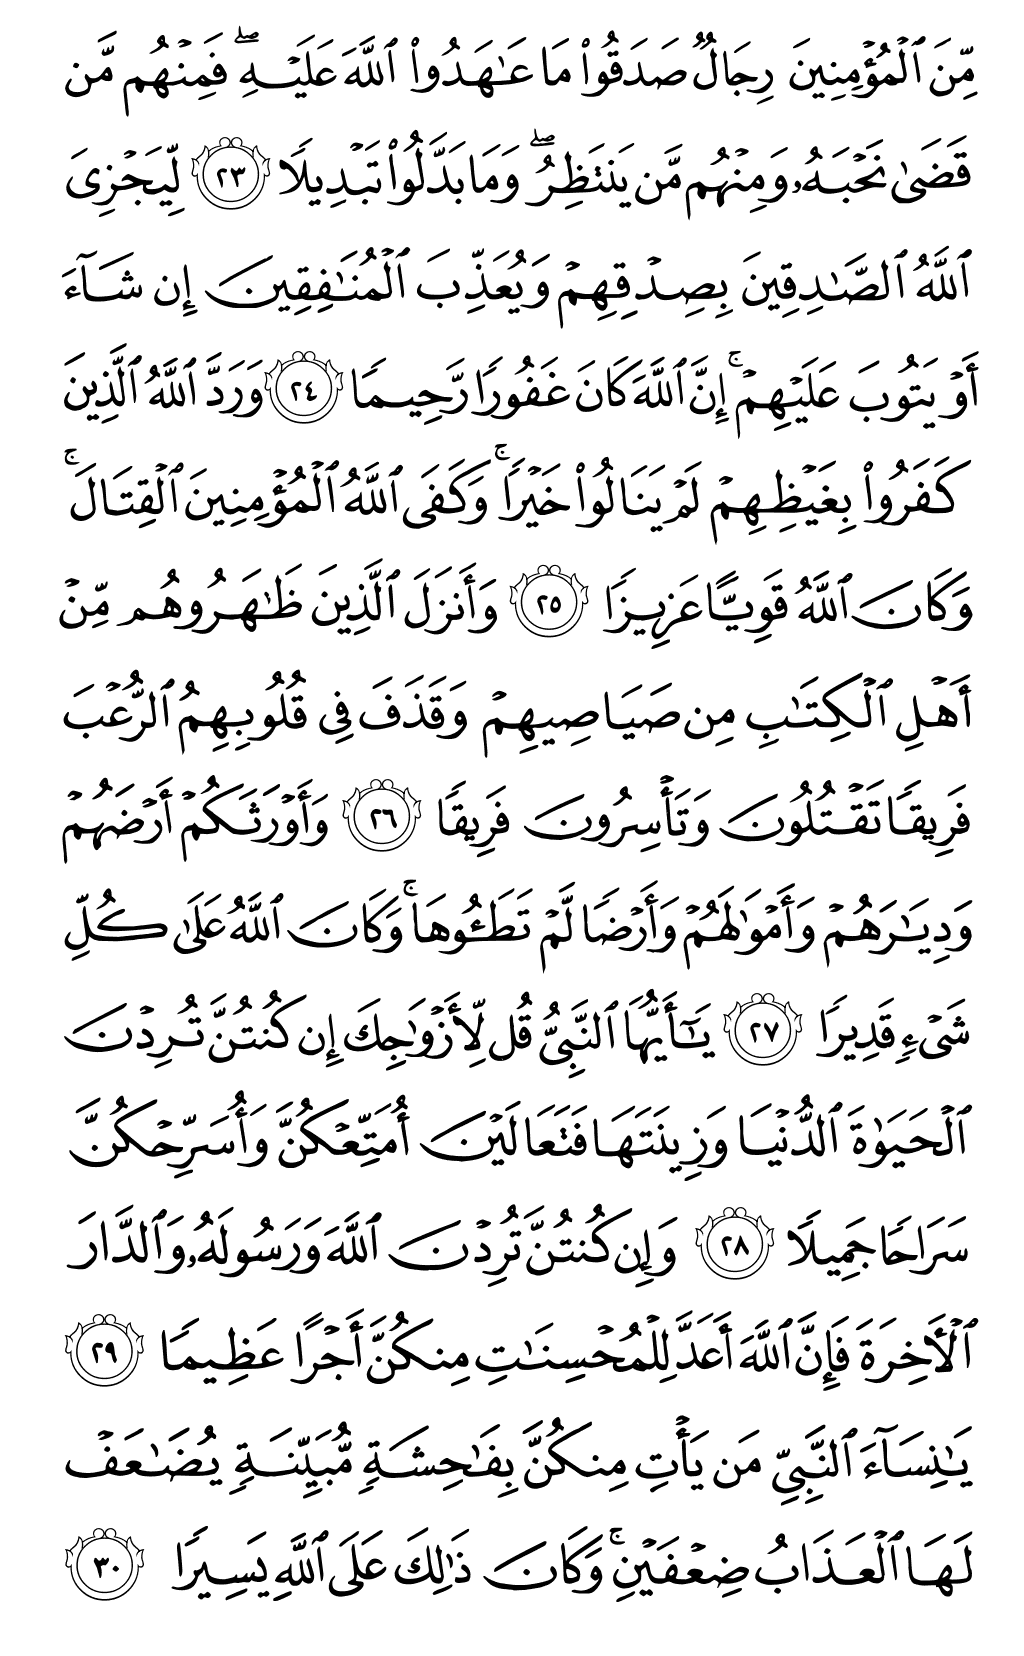 مِّنَ ٱلْمُؤْمِنِينَ رِجَالٌ صَدَقُوا۟ مَا عَـٰهَدُوا۟ ٱللَّهَ عَلَيْهِ ۖ فَمِنْهُم مَّن
قَضَىٰ نَحْبَهُۥ وَمِنْهُم مَّن يَنتَظِرُ ۖ وَمَا بَدَّلُوا۟ تَبْدِيلًا ٢٣ لِّيَجْزِىَ
ٱللَّهُ ٱلصَّـٰدِقِينَ بِصِدْقِهِمْ وَيُعَذِّبَ ٱلْمُنَـٰفِقِينَ إِن شَآءَ
أَوْ يَتُوبَ عَلَيْهِمْ ۚ إِنَّ ٱللَّهَ كَانَ غَفُورًا رَّحِيمًا ٢٤ وَرَدَّ ٱللَّهُ ٱلَّذِينَ
كَفَرُوا۟ بِغَيْظِهِمْ لَمْ يَنَالُوا۟ خَيْرًا ۚ وَكَفَى ٱللَّهُ ٱلْمُؤْمِنِينَ ٱلْقِتَالَ ۚ
وَكَانَ ٱللَّهُ قَوِيًّا عَزِيزًا ٢٥ وَأَنزَلَ ٱلَّذِينَ ظَـٰهَرُوهُم مِّنْ
أَهْلِ ٱلْكِتَـٰبِ مِن صَيَاصِيهِمْ وَقَذَفَ فِى قُلُوبِهِمُ ٱلرُّعْبَ
فَرِيقًا تَقْتُلُونَ وَتَأْسِرُونَ فَرِيقًا ٢٦ وَأَوْرَثَكُمْ أَرْضَهُمْ
وَدِيَـٰرَهُمْ وَأَمْوَٰلَهُمْ وَأَرْضًا لَّمْ تَطَـُٔوهَا ۚ وَكَانَ ٱللَّهُ عَلَىٰ كُلِّ
شَىْءٍ قَدِيرًا ٢٧ يَـٰٓأَيُّهَا ٱلنَّبِىُّ قُل لِّأَزْوَٰجِكَ إِن كُنتُنَّ تُرِدْنَ
ٱلْحَيَوٰةَ ٱلدُّنْيَا وَزِينَتَهَا فَتَعَالَيْنَ أُمَتِّعْكُنَّ وَأُسَرِّحْكُنَّ
سَرَاحًا جَمِيلًا ٢٨ وَإِن كُنتُنَّ تُرِدْنَ ٱللَّهَ وَرَسُولَهُۥ وَٱلدَّارَ
ٱلْـَٔاخِرَةَ فَإِنَّ ٱللَّهَ أَعَدَّ لِلْمُحْسِنَـٰتِ مِنكُنَّ أَجْرًا عَظِيمًا ٢٩
يَـٰنِسَآءَ ٱلنَّبِىِّ مَن يَأْتِ مِنكُنَّ بِفَـٰحِشَةٍ مُّبَيِّنَةٍ يُضَـٰعَفْ
لَهَا ٱلْعَذَابُ ضِعْفَيْنِ ۚ وَكَانَ ذَٰلِكَ عَلَى ٱللَّهِ يَسِيرًا ٣٠